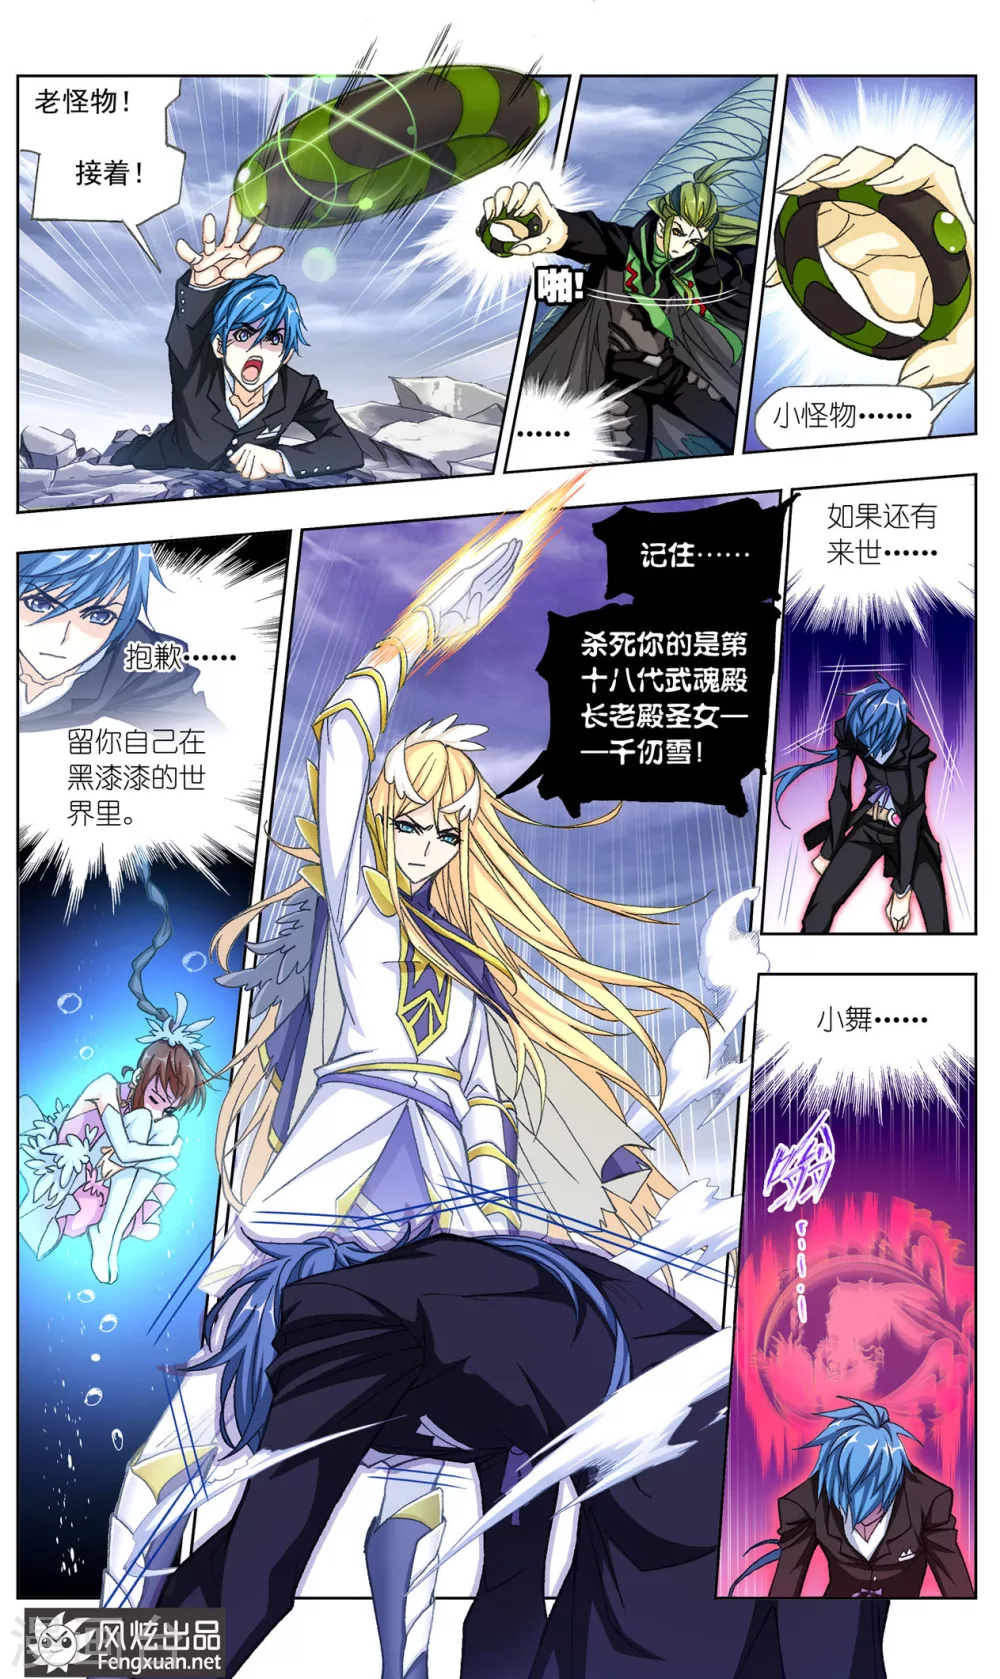 老怪物！
接着！
啪!
……
小怪物……
如果还有
来世……
记住……
杀死你的是第
十八代武魂殿
长老殿圣女—
—千仞雪！
抱歉……
留你自己在
黑漆漆的世
界里。
小舞……
风炫出品
Fengxuan.net